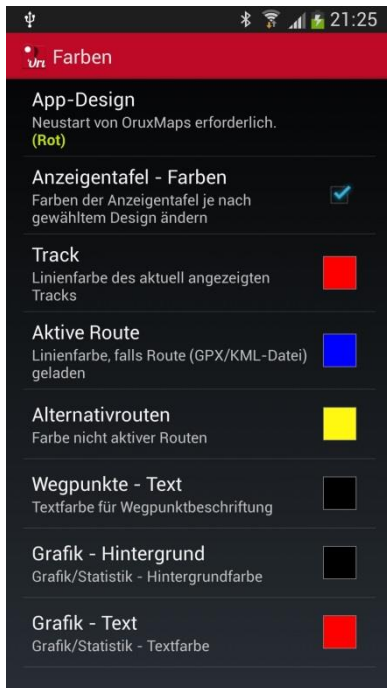 21:25
Farben
App-Design
Neustart von OruxMaps erforderlich.
(Rot)
Anzeigentafel - Farben
Farben der Anzeigentafel je nach
gewähltem Design ändern
Track
Linienfarbe des aktuell angezeigten
Tracks
Aktive Route
Linienfarbe, falls Route (GPX/KML-Datei)
geladen
Alternativrouten
Farbe nicht aktiver Routen
Wegpunkte - Text
Textfarbe für Wegpunktbeschriftung
Grafik - Hintergrund
Grafik/Statistik - Hintergrundfarbe
Grafik - Text
Grafik/Statistik - Textfarbe